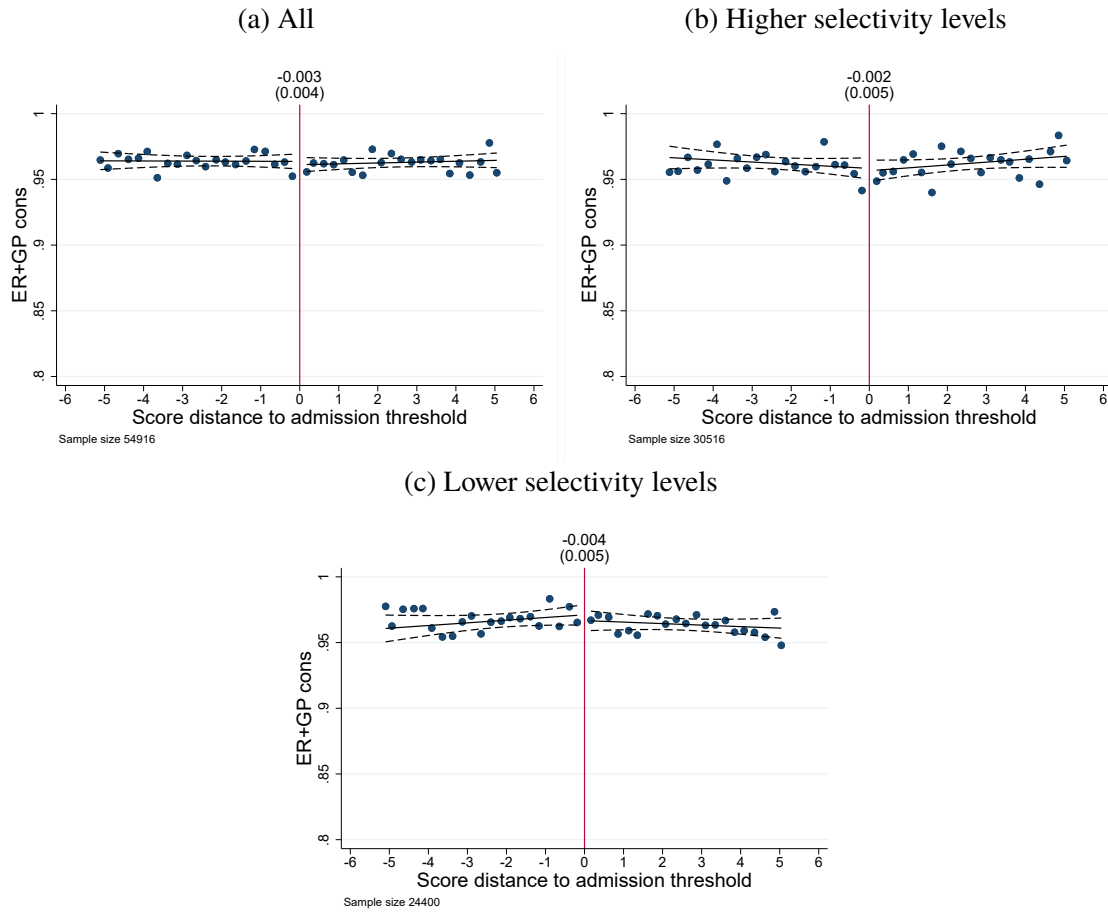 (a) All
-0.003
(0.004)
1
.95
.9
.85
.8
ER+GP cons
-6 -5 -4 -3 -2 -1 0 1 2 3 4 5 6
Score distance to admission threshold
Sample size 54916
(b) Higher selectivity levels
-0.002
(0.005)
1
.95
.9
.85
.8
ER+GP cons
-6 -5 -4 -3 -2 -1 0 1 2 3 4 5 6
Score distance to admission threshold
Sample size 30516
(c) Lower selectivity levels
-0.004
(0.005)
1
.95
.9
.85
.8
ER+GP cons
-6 -5 -4 -3 -2 -1 0 1 2 3 4 5 6
Score distance to admission threshold
Sample size 24400